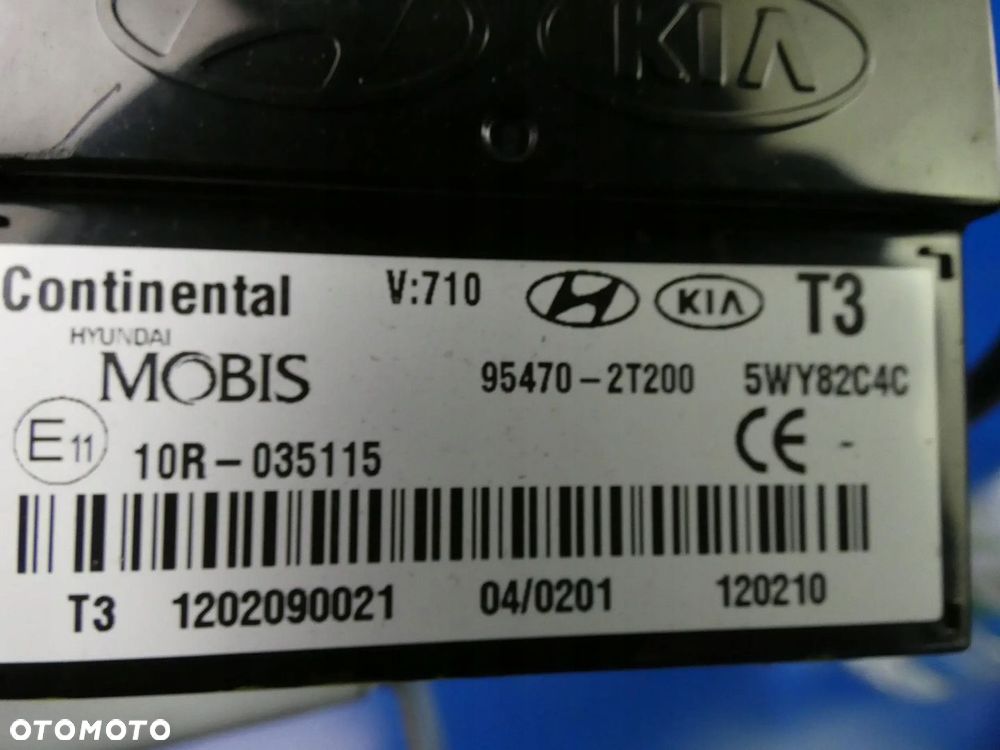 KIA
Continental V:710 KIA T3
HYUNDAI
MOBIS 95470-2T200 5WY82C4C
E11 10R-035115 CE -
T3 1202090021 04/0201 120210
OTOMOTO